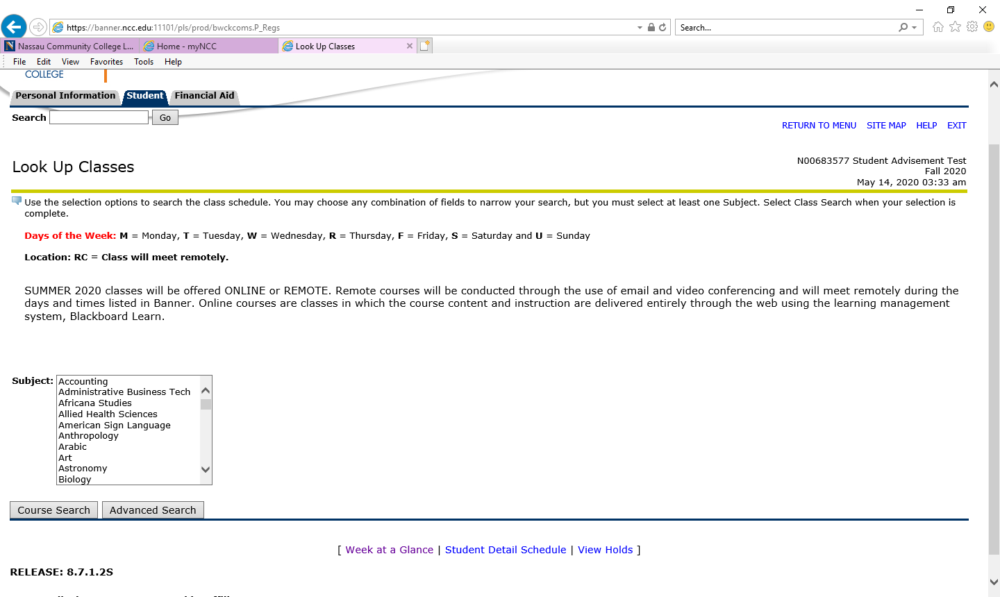 https://banner.ncc.edu:11101/pls/prod/bwckcoms.P_Regs
Search...
Nassau Community College L...
Home - myNCC
Look Up Classes
File Edit View Favorites Tools Help
COLLEGE
Personal Information Student Financial Aid
Search Go
RETURN TO MENU SITE MAP HELP EXIT
Look Up Classes
N00683577 Student Advisement Test
Fall 2020
May 14, 2020 03:33 am
Use the selection options to search the class schedule. You may choose any combination of fields to narrow your search, but you must select at least one Subject. Select Class Search when your selection is
complete.
Days of the Week: M = Monday, T = Tuesday, W = Wednesday, R = Thursday, F = Friday, S = Saturday and U = Sunday
Location: RC = Class will meet remotely.
SUMMER 2020 classes will be offered ONLINE or REMOTE. Remote courses will be conducted through the use of email and video conferencing and will meet remotely during the
days and times listed in Banner. Online courses are classes in which the course content and instruction are delivered entirely through the web using the learning management
system, Blackboard Learn.
Subject:
Accounting
Administrative Business Tech
Africana Studies
Allied Health Sciences
American Sign Language
Anthropology
Arabic
Art
Astronomy
Biology
Course Search Advanced Search
[ Week at a Glance | Student Detail Schedule | View Holds ]
RELEASE: 8.7.1.2S